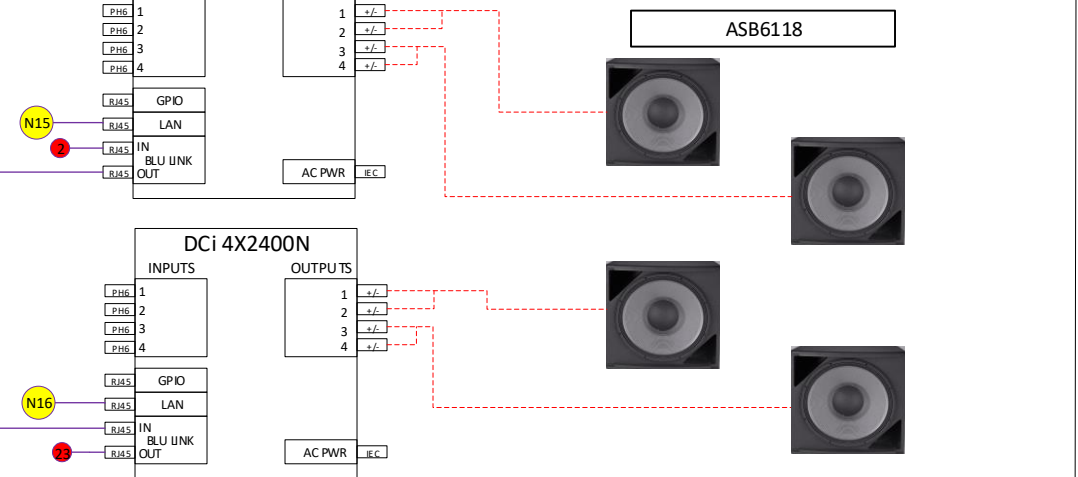 ASB6118
PH6 1
PH6 2
PH6 3
PH6 4
1 +/-
2 +/-
3 +/-
4 +/-
RJ45 GPIO
N15 RJ45 LAN
2 RJ45 IN
BLU LINK
RJ45 OUT
AC PWR IEC
DCi 4X2400N
INPUTS OUTPUTS
PH6 1
PH6 2
PH6 3
PH6 4
1 +/-
2 +/-
3 +/-
4 +/-
RJ45 GPIO
N16 RJ45 LAN
RJ45 IN
BLU LINK
23 RJ45 OUT
AC PWR IEC